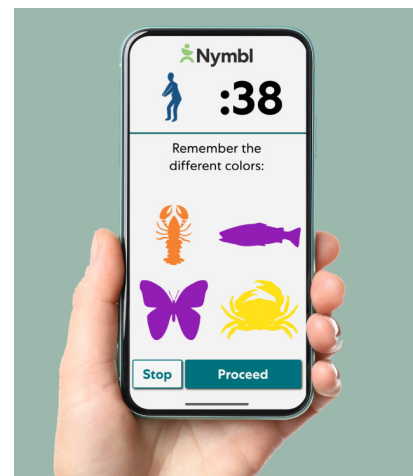 Nymbl
:38
Remember the
different colors:
Stop
Proceed